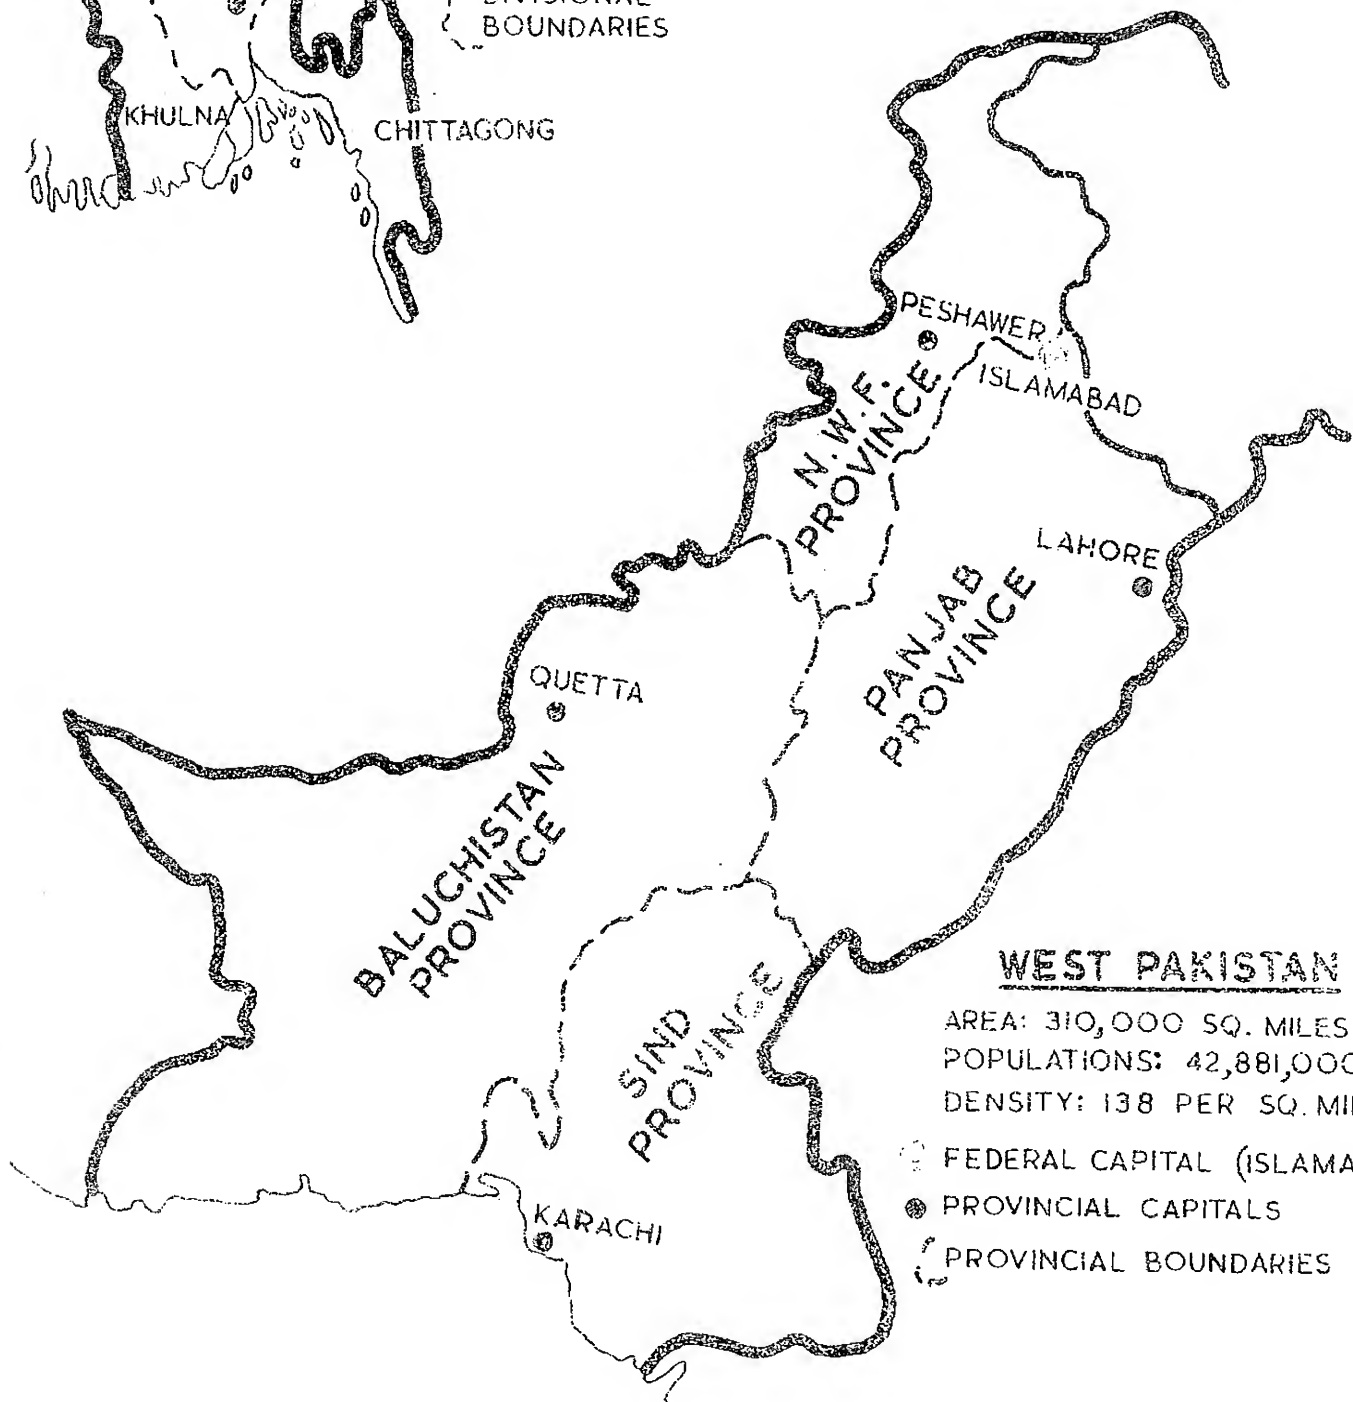 DIVISIONAL
BOUNDARIES
KHULNA
CHITTAGONG
PESHAWER
ISLAMABAD
N.W.F.
PROVINCE
LAHORE
PANJAB
PROVINCE
QUETTA
BALUCHISTAN
PROVINCE
SIND
PROVINCE
KARACHI
WEST PAKISTAN
AREA: 310,000 SQ. MILES
POPULATIONS: 42,881,000
DENSITY: 138 PER SQ. MI
FEDERAL CAPITAL (ISLAMA
PROVINCIAL CAPITALS
PROVINCIAL BOUNDARIES